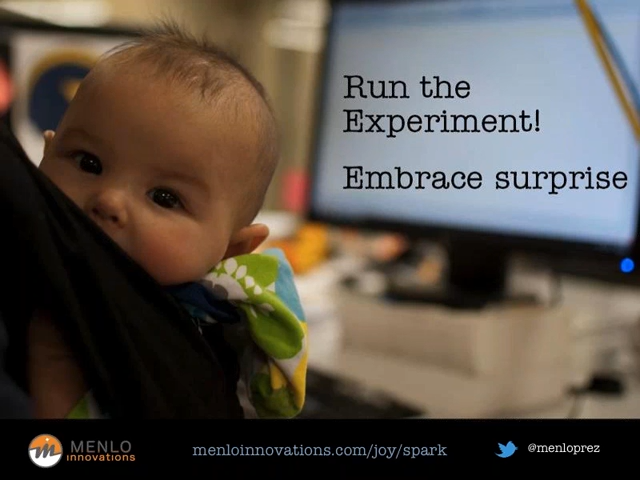 Run the
Experiment!
Embrace surprise
MENLO
innovations
menloinnovations.com/joy/spark
@menloprez